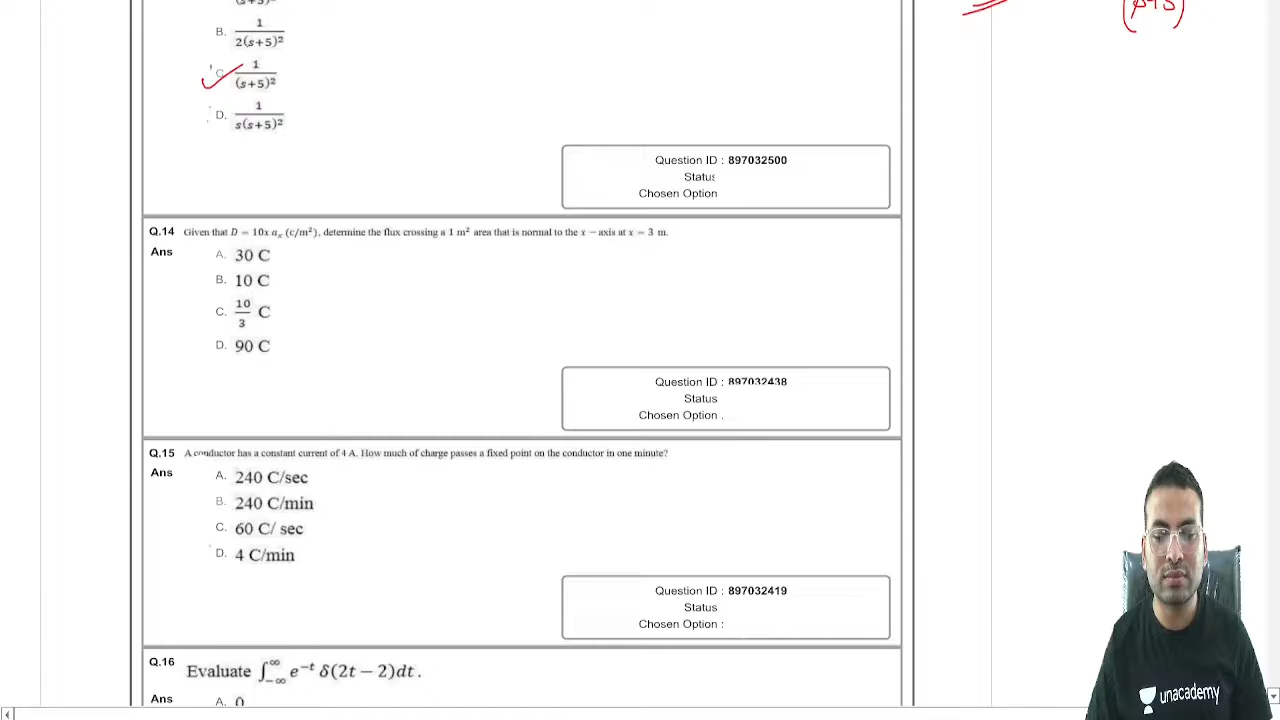 (s+5)²
B. 1/2(s+5)²
C. 1/(s+5)²
D. 1/s(s+5)²
Question ID : 897032500
Status
Chosen Option
Q.14 Given that D = 10x aₓ (c/m²), determine the flux crossing a 1 m² area that is normal to the x − axis at x = 3 m.
Ans A. 30 C
B. 10 C
C. 10/3 C
D. 90 C
Question ID : 897032438
Status
Chosen Option
Q.15 A conductor has a constant current of 4 A. How much of charge passes a fixed point on the conductor in one minute?
Ans A. 240 C/sec
B. 240 C/min
C. 60 C/ sec
D. 4 C/min
Question ID : 897032419
Status
Chosen Option :
Q.16 Evaluate ∫₋∞^∞ e⁻ᵗ δ(2t − 2)dt .
Ans A. 0
unacademy